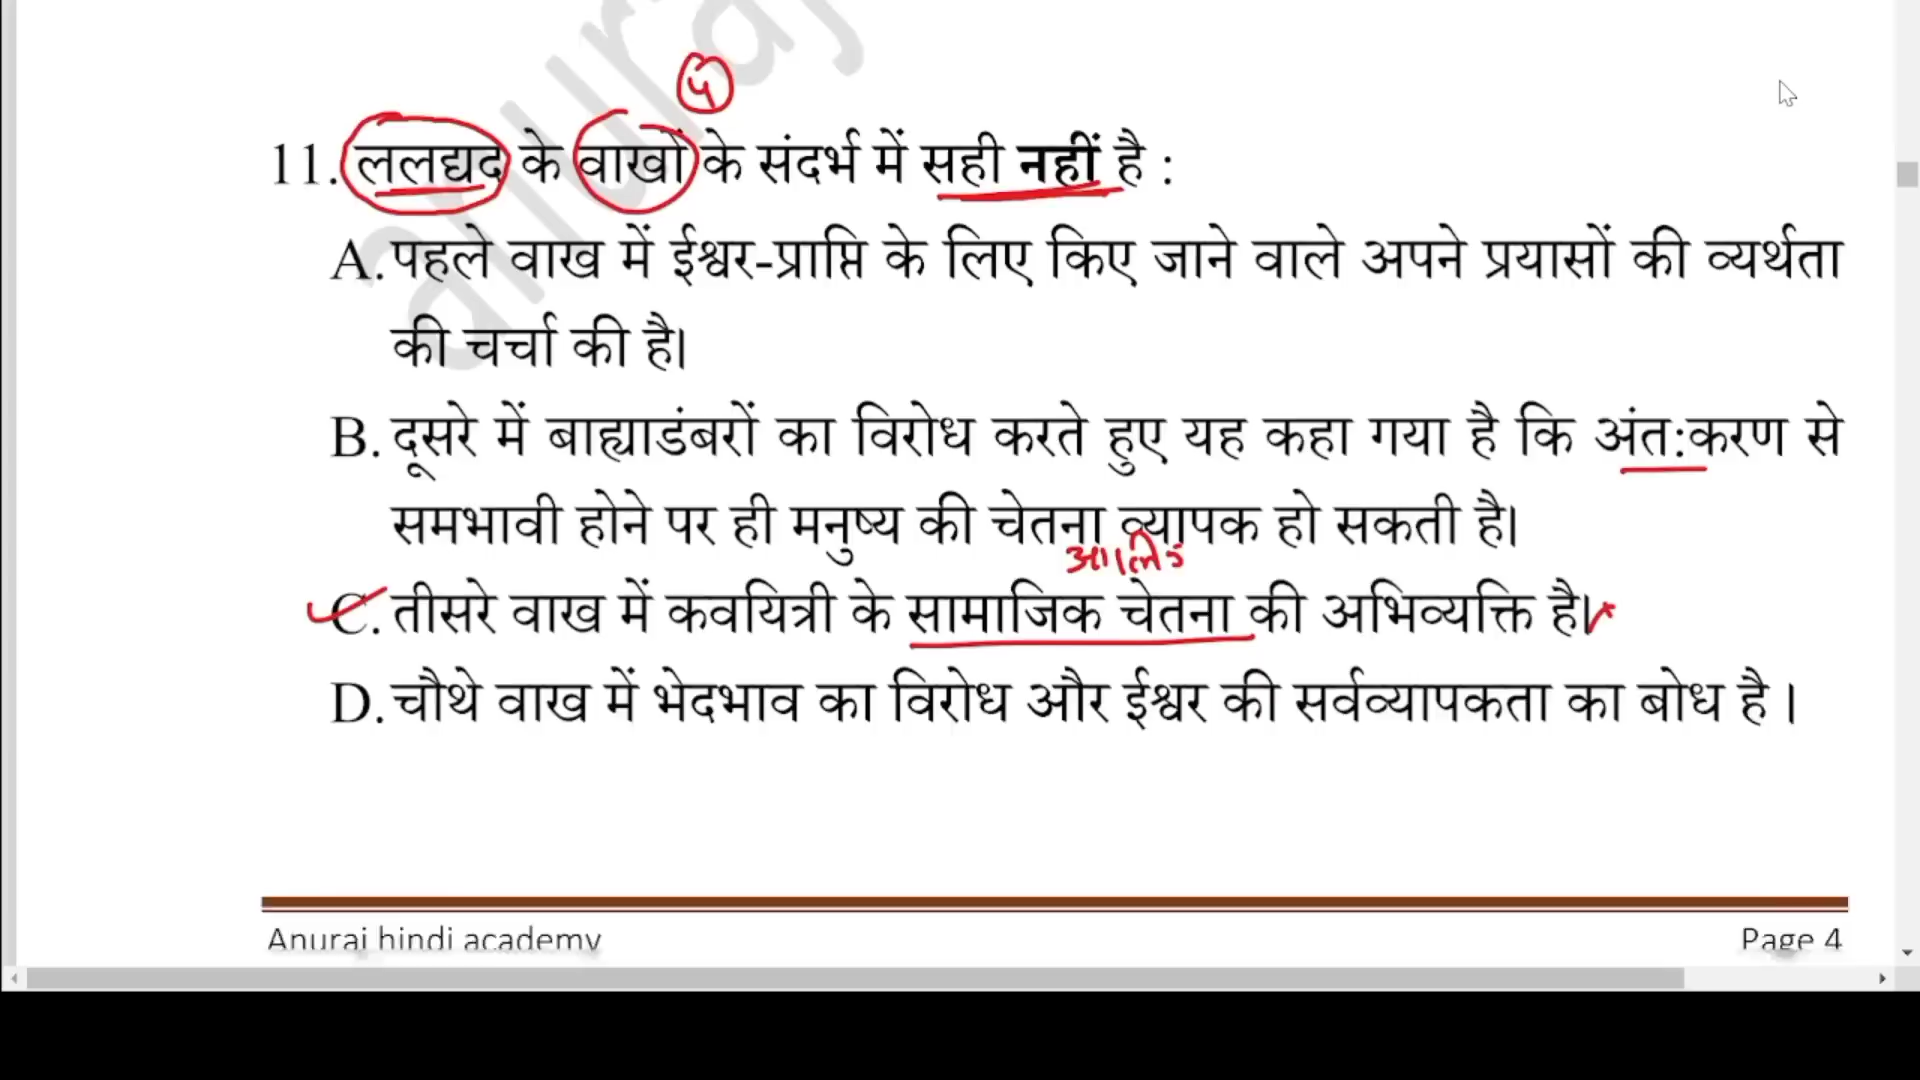 11. ललद्यद के वाखों के संदर्भ में सही नहीं है :
A. पहले वाख में ईश्वर-प्राप्ति के लिए किए जाने वाले अपने प्रयासों की व्यर्थता
की चर्चा की है।
B. दूसरे में बाह्याडंबरों का विरोध करते हुए यह कहा गया है कि अंत:करण से
समभावी होने पर ही मनुष्य की चेतना व्यापक हो सकती है।
C. तीसरे वाख में कवयित्री के सामाजिक चेतना की अभिव्यक्ति है।
D. चौथे वाख में भेदभाव का विरोध और ईश्वर की सर्वव्यापकता का बोध है ।
Anuraj hindi academy
Page 4